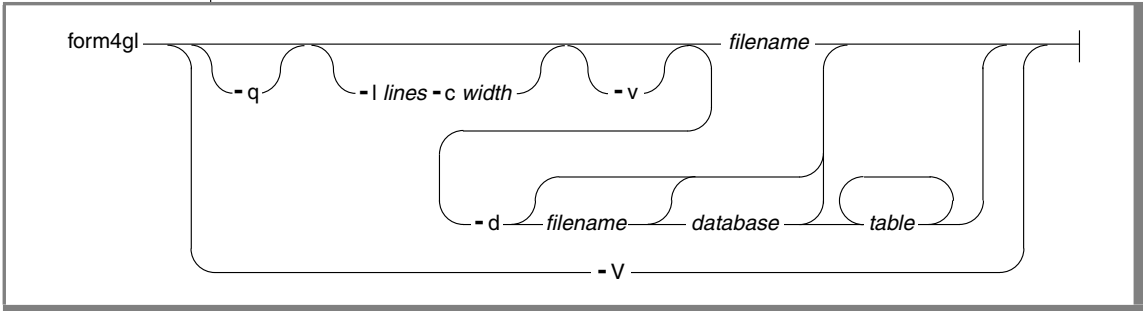 form4gl filename
-q -l lines -c width -v
-d filename database table
-V